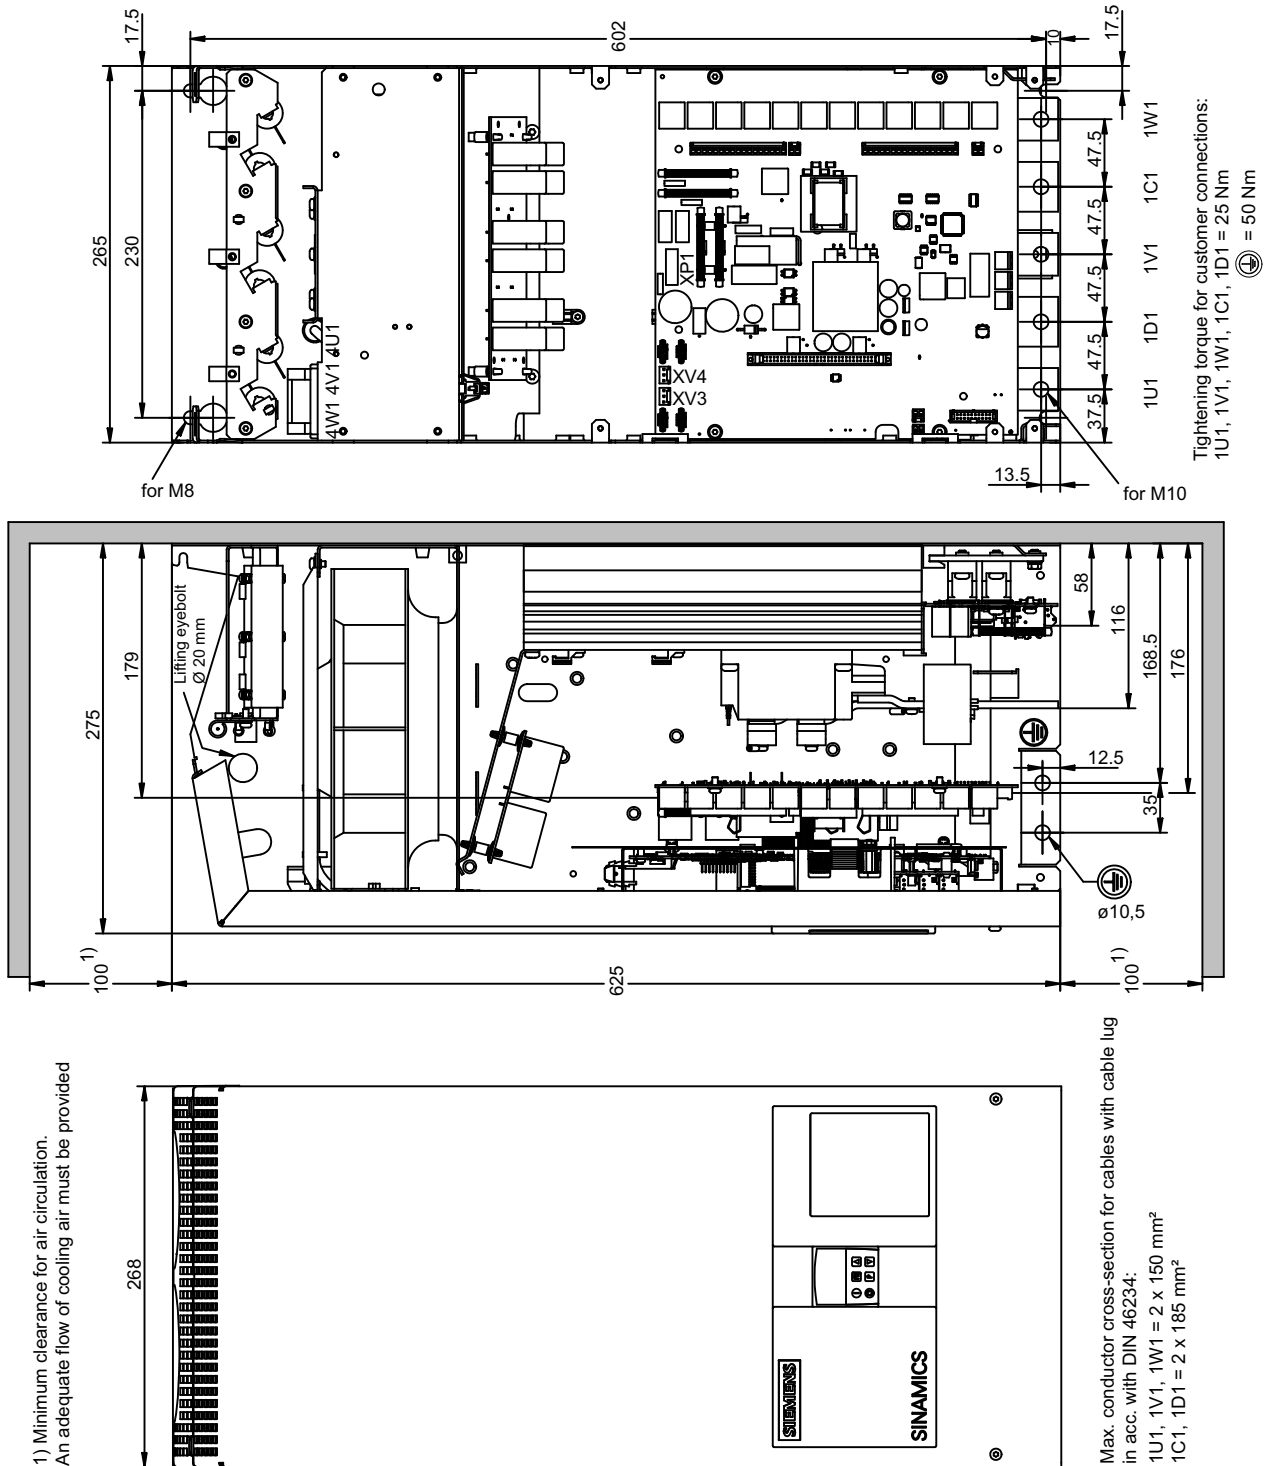 17.5
602
10
17.5
265
230
4W1 4V1 4U1
XP1
XV4
XV3
47.5
47.5
47.5
47.5
37.5
1W1
1C1
1V1
1D1
1U1
13.5
for M8
for M10
Tightening torque for customer connections:
1U1, 1V1, 1W1, 1C1, 1D1 = 25 Nm
= 50 Nm
Lifting eyebolt
Ø 20 mm
179
275
58
116
168.5
176
12.5
35
ø10,5
100 1)
625
100 1)
1) Minimum clearance for air circulation.
An adequate flow of cooling air must be provided
268
SIEMENS
SINAMICS
Max. conductor cross-section for cables with cable lug
in acc. with DIN 46234:
1U1, 1V1, 1W1 = 2 x 150 mm²
1C1, 1D1 = 2 x 185 mm²